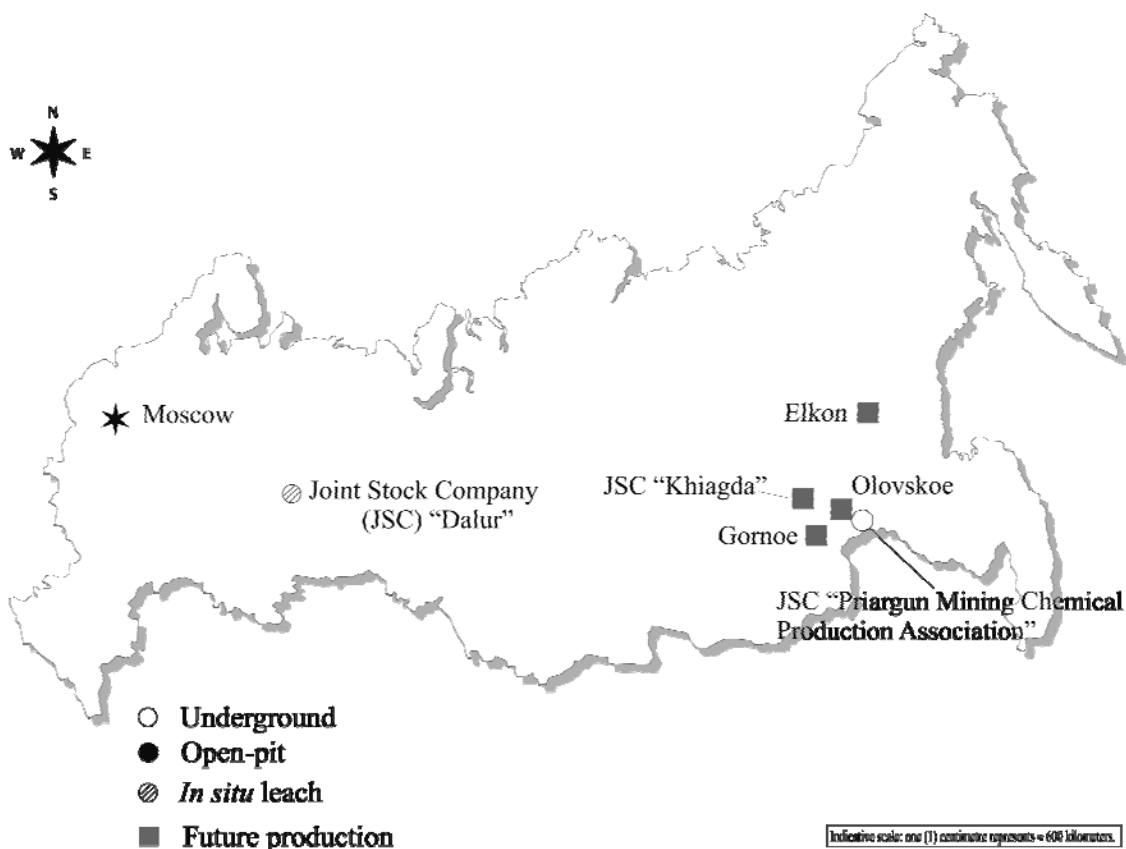 N
W E
S
Moscow
Elkon
Joint Stock Company
(JSC) “Dalur”
JSC “Khiagda”
Olovskoe
Gornoe
JSC “Priargun Mining Chemical
Production Association”
Underground
Open-pit
In situ leach
Future production
Indicative scale: one (1) centimetre represents ≈ 600 kilometers.